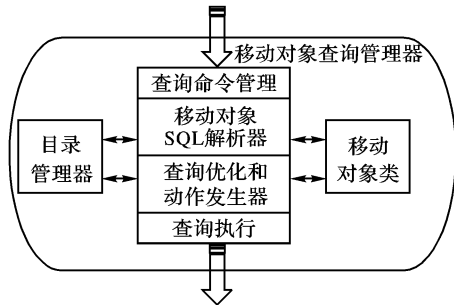 移动对象查询管理器
查询命令管理
移动对象
SQL解析器
目录
管理器
移动
对象类
查询优化和
动作发生器
查询执行